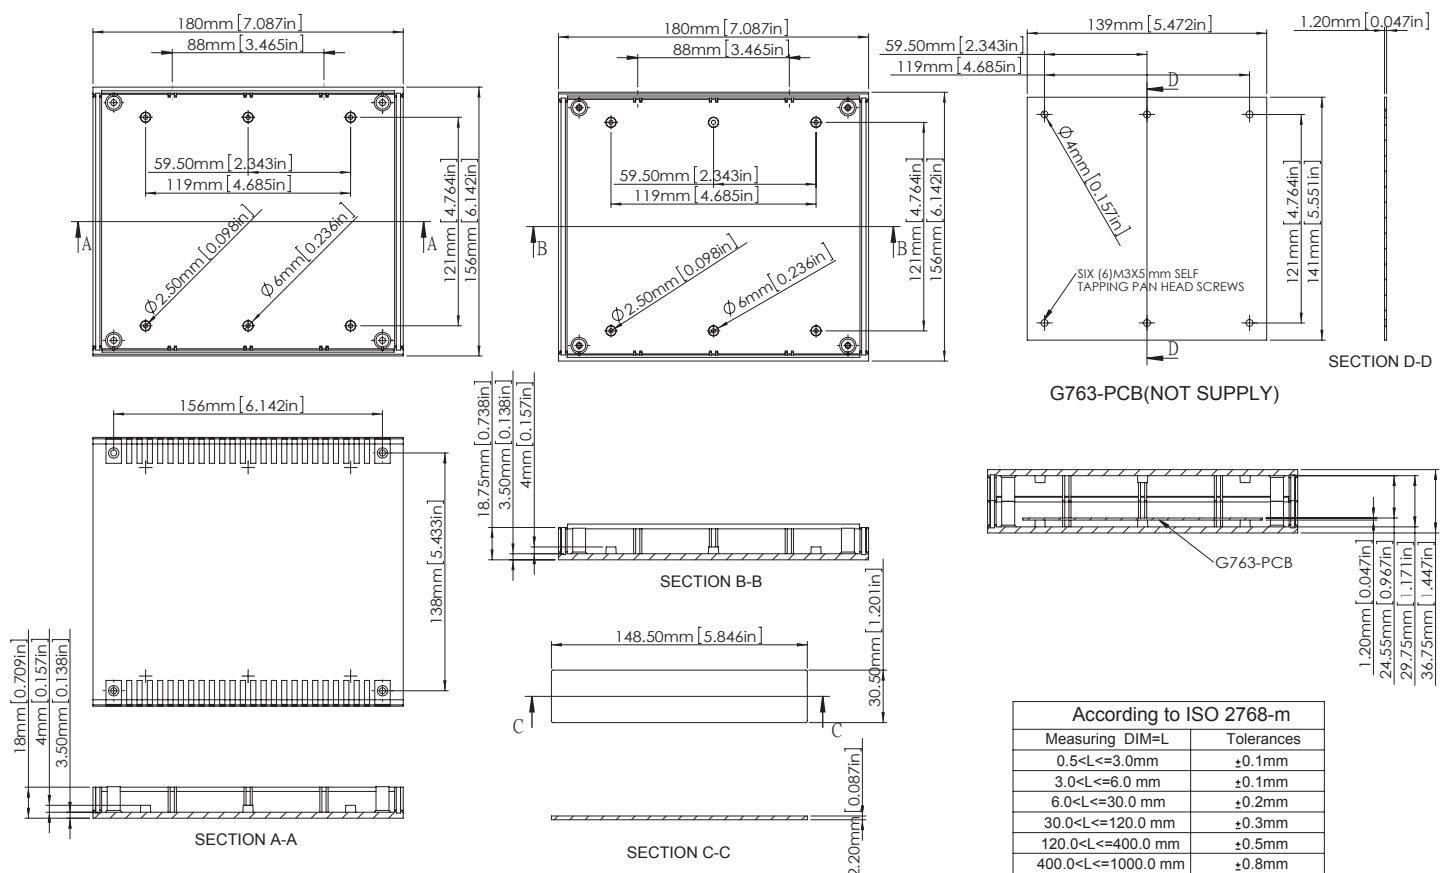 180mm [7.087in]
88mm [3.465in]
59.50mm [2.343in]
119mm [4.685in]
A
A
Ø2.50mm [0.098in]
Ø6mm [0.236in]
121mm [4.764in]
156mm [6.142in]
180mm [7.087in]
88mm [3.465in]
59.50mm [2.343in]
119mm [4.685in]
B
B
Ø2.50mm [0.098in]
Ø6mm [0.236in]
121mm [4.764in]
156mm [6.142in]
139mm [5.472in]
59.50mm [2.343in]
119mm [4.685in]
D
Ø4mm [0.157in]
SIX (6)M3X5 mm SELF
TAPPING PAN HEAD SCREWS
D
121mm [4.764in]
141mm [5.551in]
G763-PCB(NOT SUPPLY)
1.20mm [0.047in]
SECTION D-D
156mm [6.142in]
138mm [5.433in]
18mm [0.709in]
4mm [0.157in]
3.50mm [0.138in]
SECTION A-A
18.75mm [0.738in]
3.50mm [0.138in]
4mm [0.157in]
SECTION B-B
148.50mm [5.846in]
30.50mm [1.201in]
C
C
2.20mm [0.087in]
SECTION C-C
G763-PCB
1.20mm [0.047in]
24.55mm [0.967in]
29.75mm [1.171in]
36.75mm [1.447in]
According to ISO 2768-m
Measuring DIM=L Tolerances
0.5<L<=3.0mm ±0.1mm
3.0<L<=6.0 mm ±0.1mm
6.0<L<=30.0 mm ±0.2mm
30.0<L<=120.0 mm ±0.3mm
120.0<L<=400.0 mm ±0.5mm
400.0<L<=1000.0 mm ±0.8mm